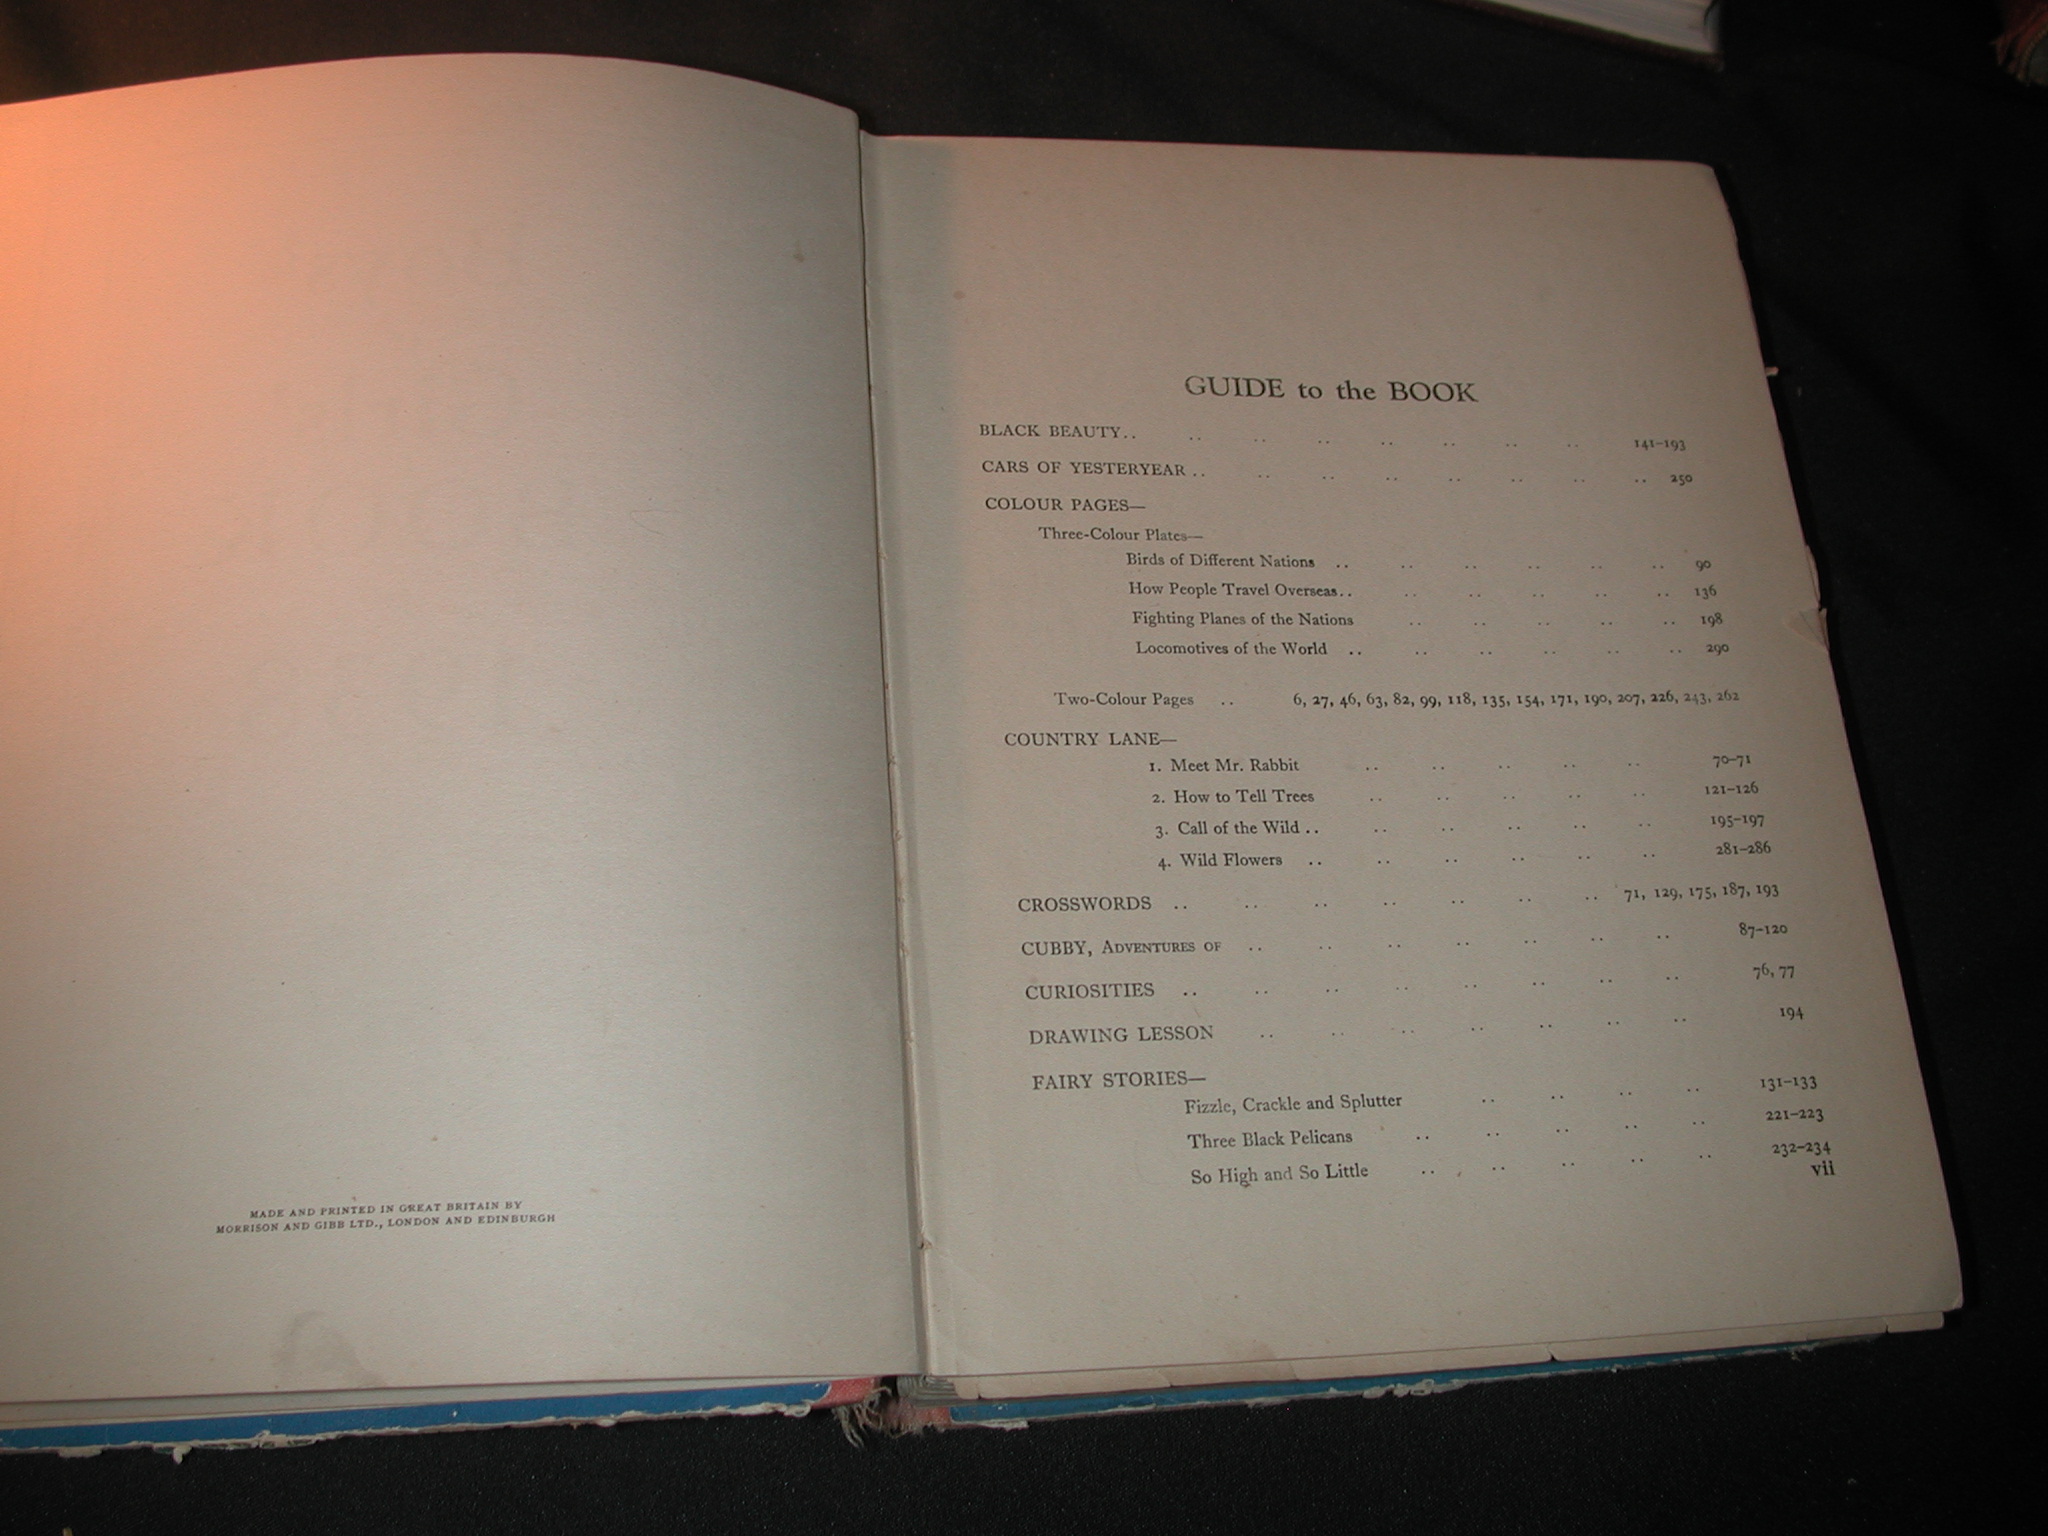 MADE AND PRINTED IN GREAT BRITAIN BY
MORRISON AND GIBB LTD., LONDON AND EDINBURGH
GUIDE to the BOOK
BLACK BEAUTY.. .. .. .. .. .. .. .. 141–193
CARS OF YESTERYEAR .. .. .. .. .. .. .. .. 250
COLOUR PAGES—
Three-Colour Plates—
Birds of Different Nations .. .. .. .. .. .. 90
How People Travel Overseas.. .. .. .. .. .. 136
Fighting Planes of the Nations .. .. .. .. .. 198
Locomotives of the World .. .. .. .. .. .. 290
Two-Colour Pages .. 6, 27, 46, 63, 82, 99, 118, 135, 154, 171, 190, 207, 226, 243, 262
COUNTRY LANE—
1. Meet Mr. Rabbit .. .. .. .. .. 70–71
2. How to Tell Trees .. .. .. .. .. 121–126
3. Call of the Wild .. .. .. .. .. .. 195–197
4. Wild Flowers .. .. .. .. .. .. 281–286
CROSSWORDS .. .. .. .. .. .. .. 71, 129, 175, 187, 193
CUBBY, ADVENTURES OF .. .. .. .. .. .. .. 87–120
CURIOSITIES .. .. .. .. .. .. .. .. 76, 77
DRAWING LESSON .. .. .. .. .. .. .. 194
FAIRY STORIES—
Fizzle, Crackle and Splutter .. .. .. .. 131–133
Three Black Pelicans .. .. .. .. .. 221–223
So High and So Little .. .. .. .. .. 232–234
vii